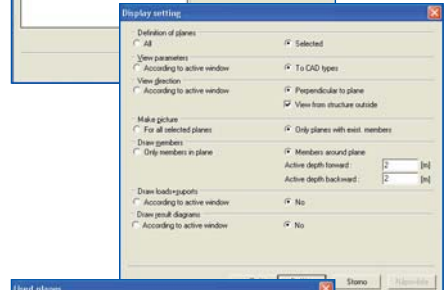 Display setting
Definition of planes
All
Selected
View parameters
According to active window
To CAD types
View direction
According to active window
Perpendicular to plane
View from structure outside
Make picture
For all selected planes
Only planes with exist. members
Draw members
Only members in plane
Members around plane
Active depth forward : 2 [m]
Active depth backward : 2 [m]
Draw loads+suports
According to active window
No
Draw result diagrams
According to active window
No
Storno
Nápověda
Used planes